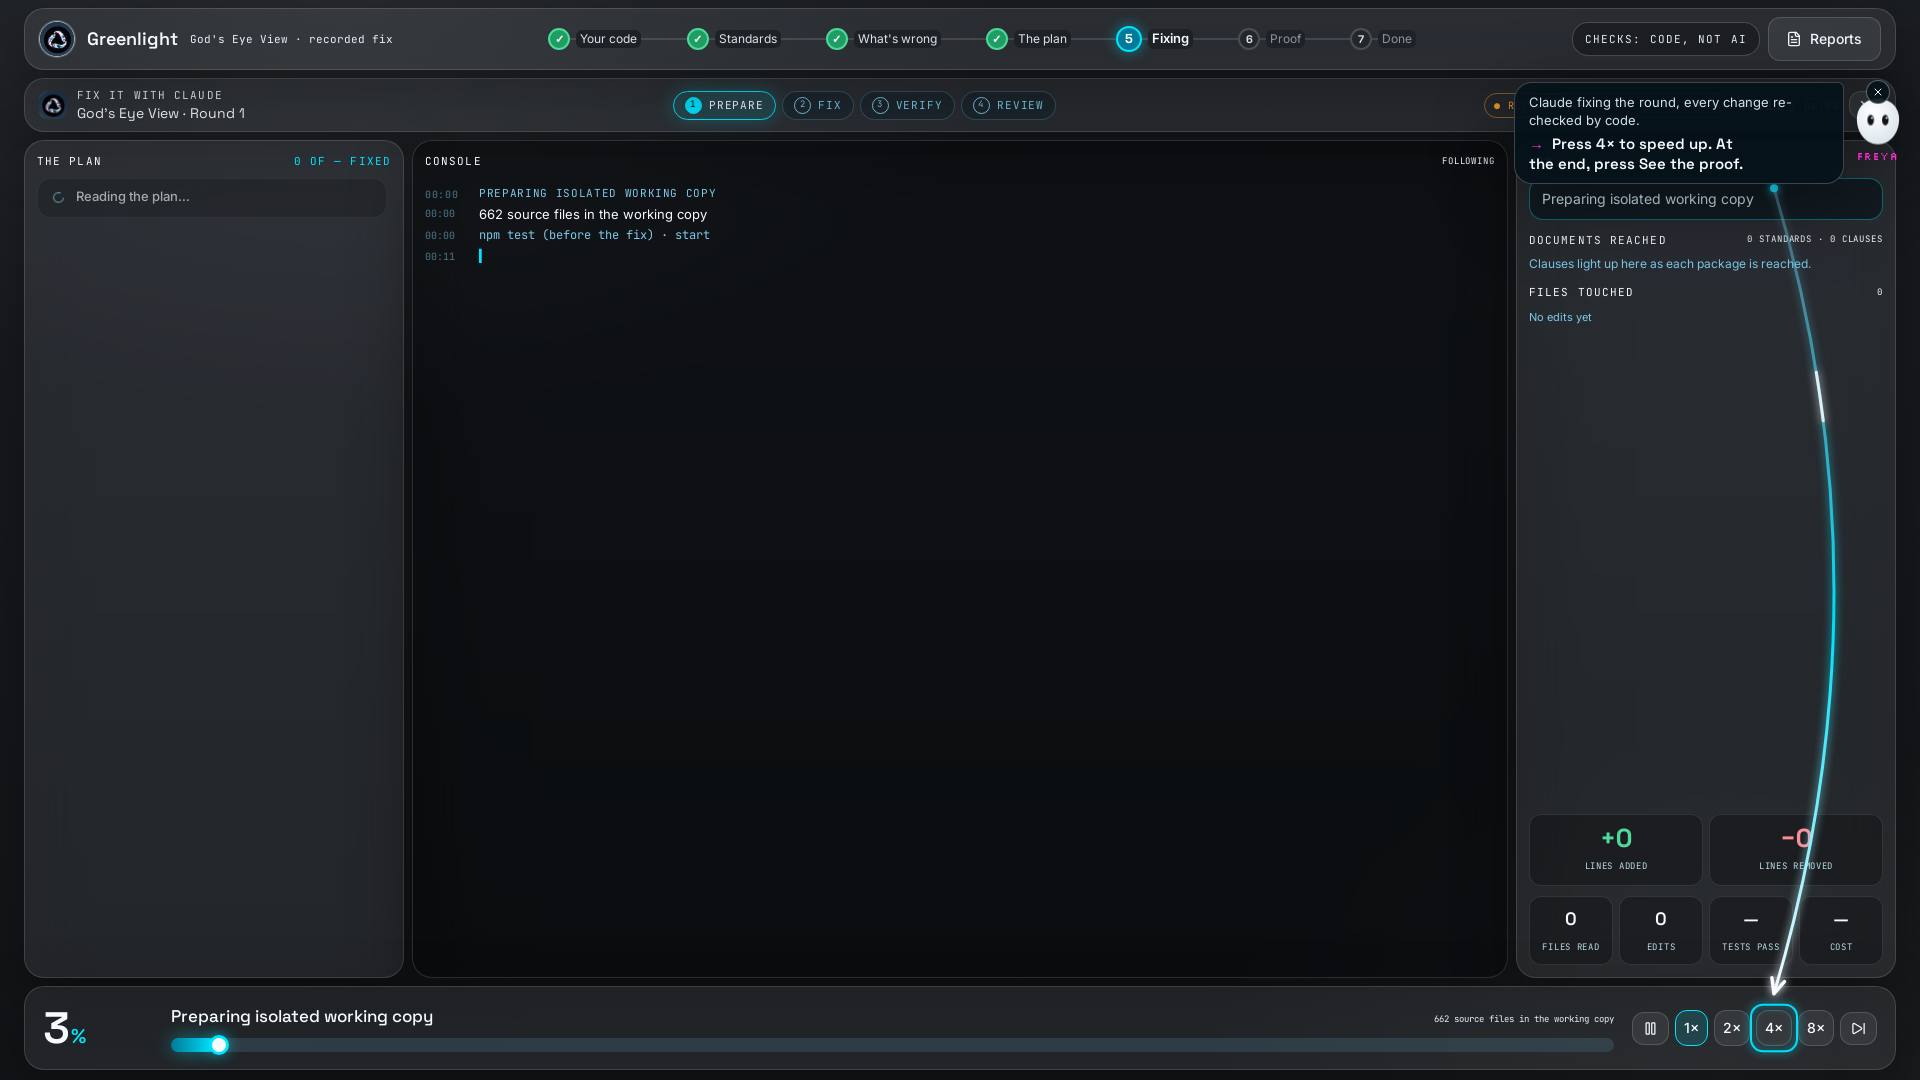 Greenlight God's Eye View · recorded fix
✓ Your code ✓ Standards ✓ What's wrong ✓ The plan 5 Fixing 6 Proof 7 Done
CHECKS: CODE, NOT AI
Reports
FIX IT WITH CLAUDE
God's Eye View · Round 1
1 PREPARE 2 FIX 3 VERIFY 4 REVIEW
Claude fixing the round, every change re-
checked by code.
→ Press 4× to speed up. At
the end, press See the proof.
FREYA
THE PLAN 0 OF — FIXED
Reading the plan...
CONSOLE FOLLOWING
00:00 PREPARING ISOLATED WORKING COPY
00:00 662 source files in the working copy
00:00 npm test (before the fix) · start
00:11
Preparing isolated working copy
DOCUMENTS REACHED 0 STANDARDS · 0 CLAUSES
Clauses light up here as each package is reached.
FILES TOUCHED 0
No edits yet
+0 −0
LINES ADDED LINES REMOVED
0 0 — —
FILES READ EDITS TESTS PASS COST
3%
Preparing isolated working copy
662 source files in the working copy
1× 2× 4× 8×